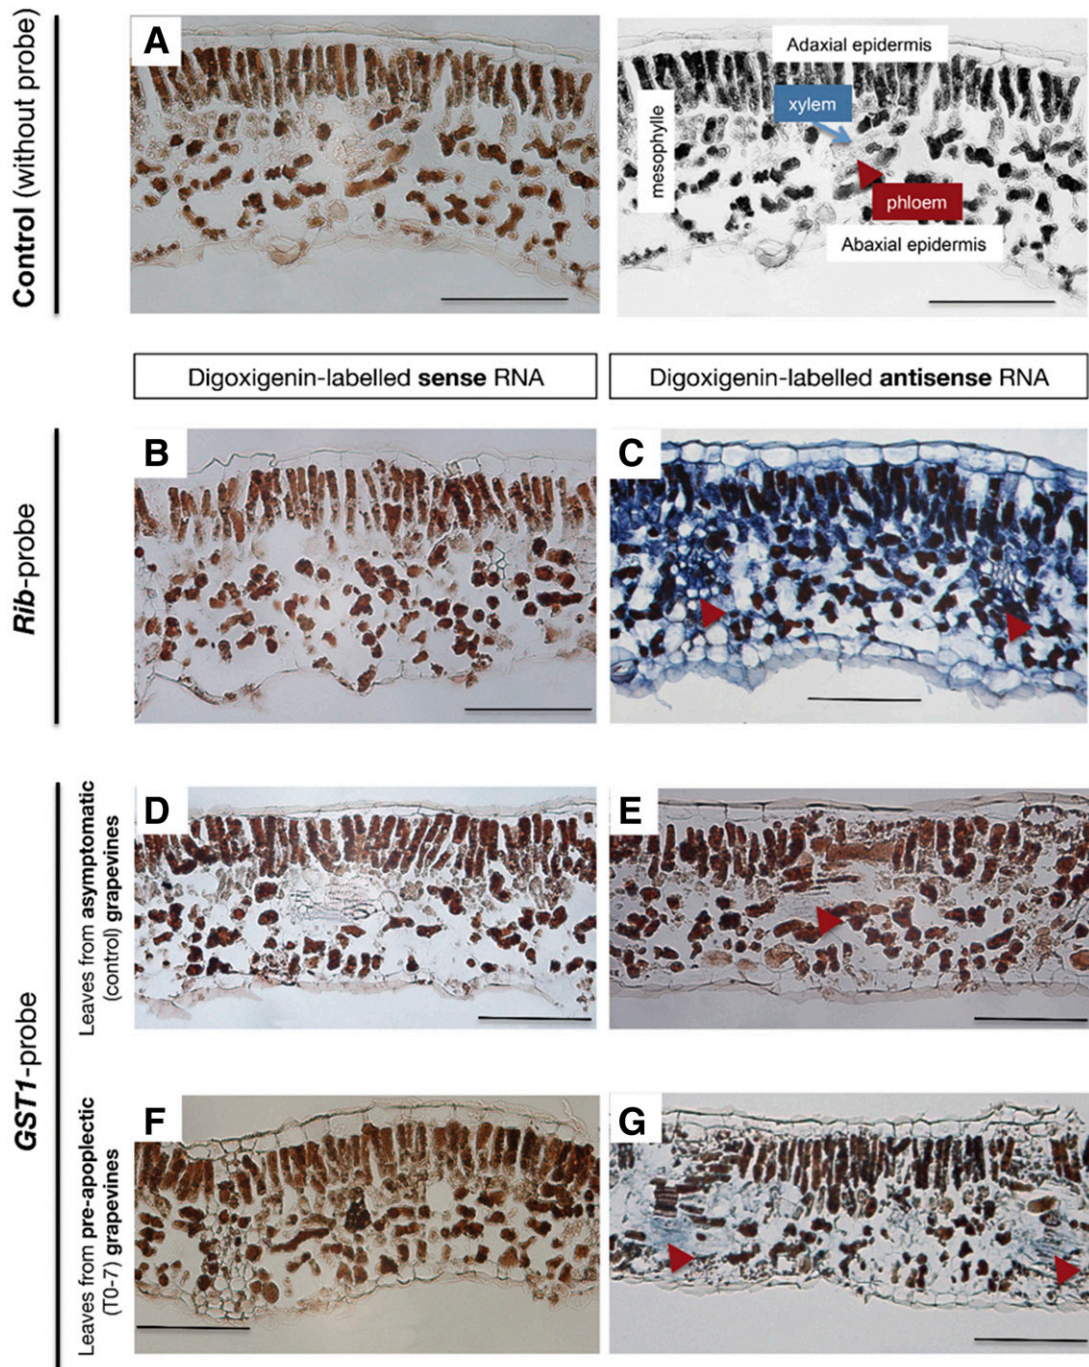 Control (without probe)
A
Adaxial epidermis
xylem
mesophylle
phloem
Abaxial epidermis
Digoxigenin-labelled sense RNA
Digoxigenin-labelled antisense RNA
Rib-probe
B
C
GST1-probe
Leaves from asymptomatic
(control) grapevines
D
E
Leaves from pre-apoplectic
(T0-7) grapevines
F
G